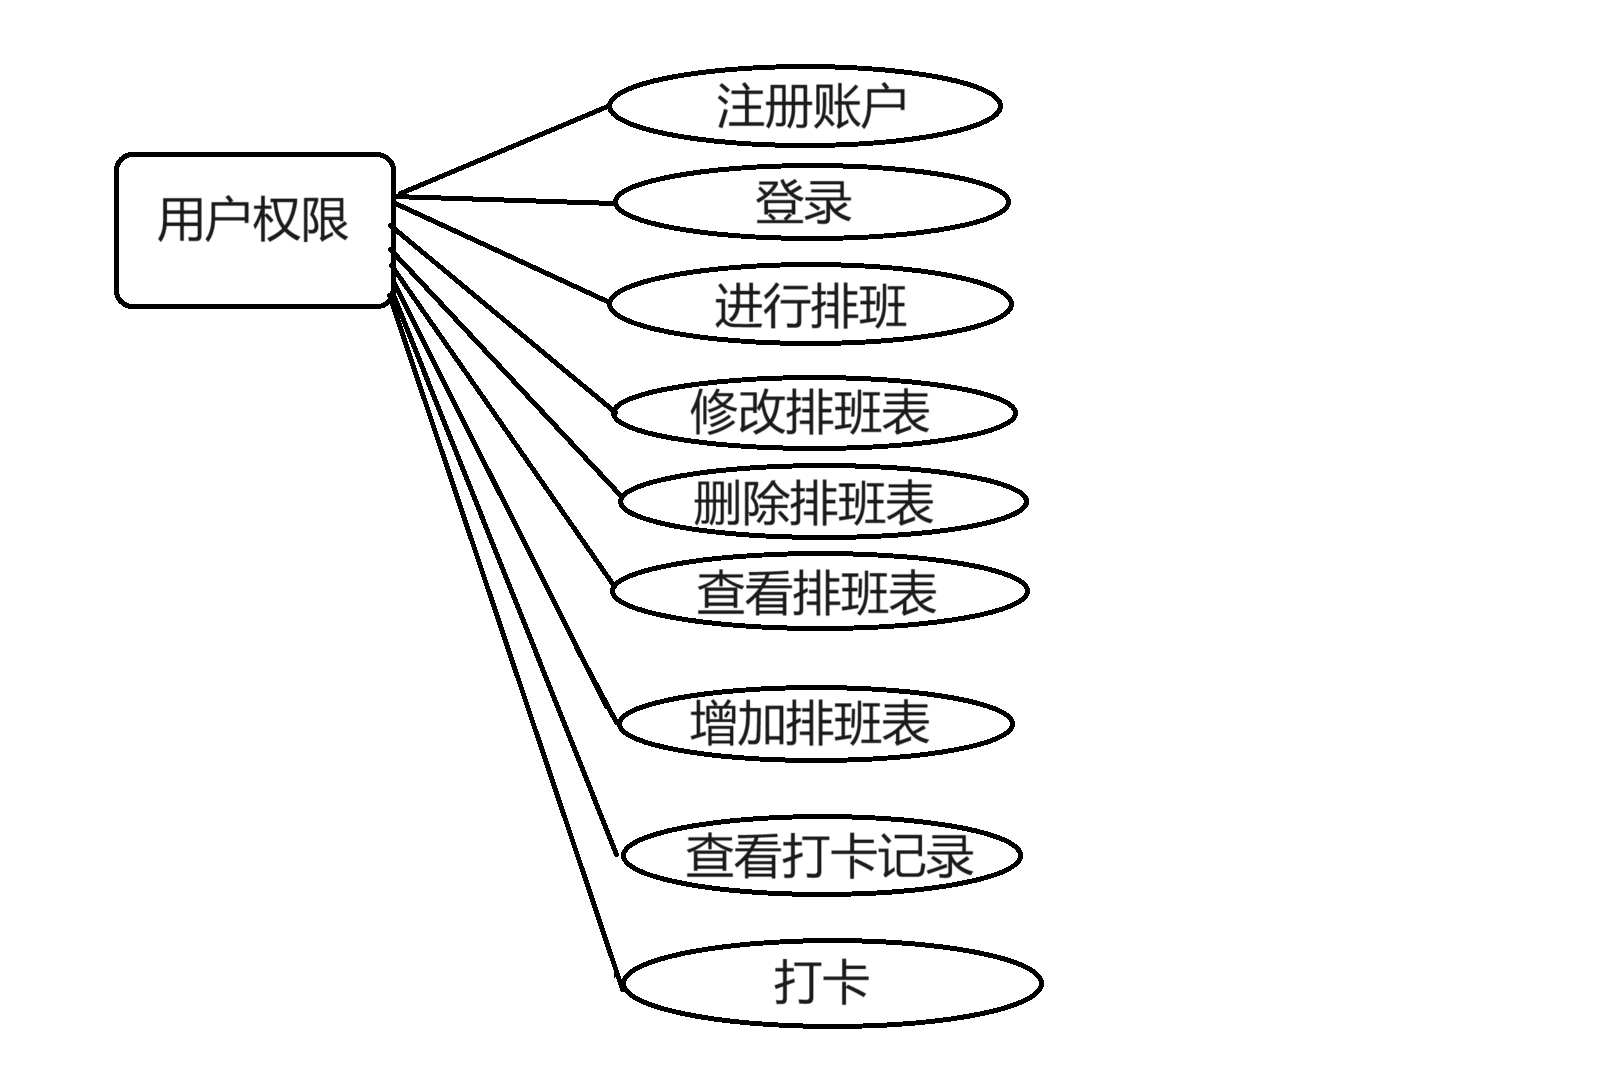 用户权限
注册账户
登录
进行排班
修改排班表
删除排班表
查看排班表
增加排班表
查看打卡记录
打卡